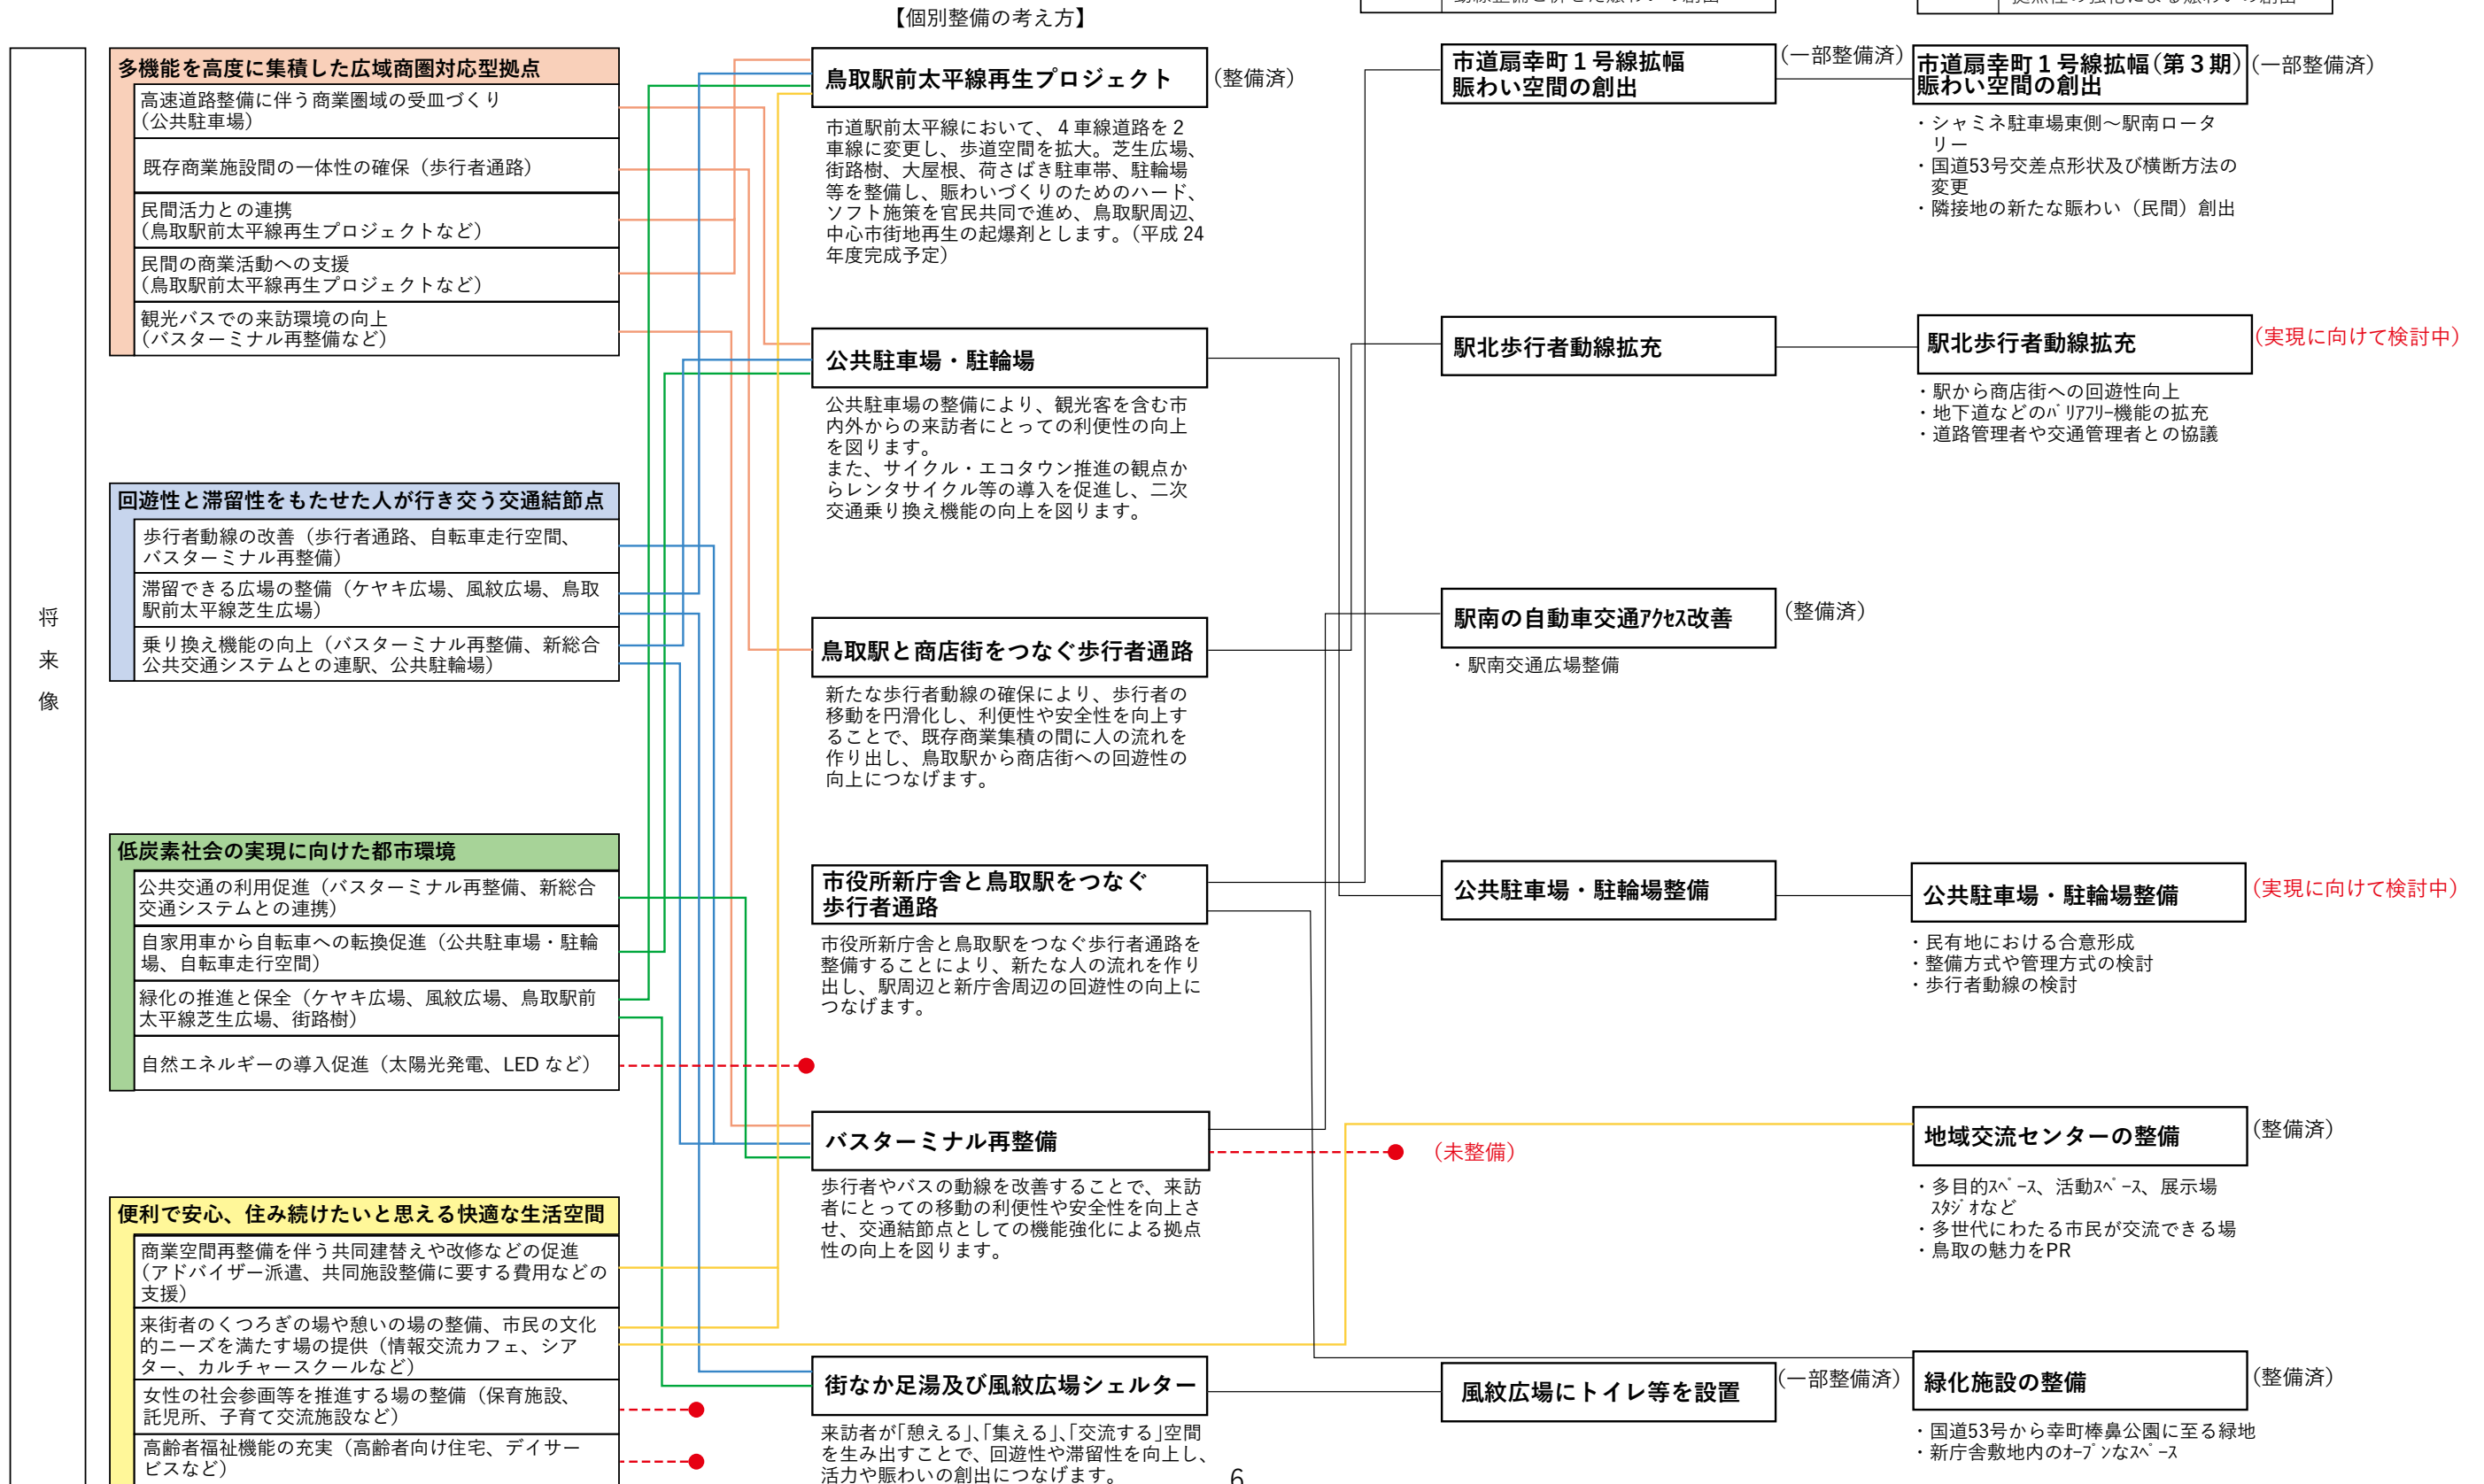 【個別整備の考え方】
将来像
多機能を高度に集積した広域商圏対応型拠点
高速道路整備に伴う商業圏域の受皿づくり
（公共駐車場）
既存商業施設間の一体性の確保（歩行者通路）
民間活力との連携
（鳥取駅前太平線再生プロジェクトなど）
民間の商業活動への支援
（鳥取駅前太平線再生プロジェクトなど）
観光バスでの来訪環境の向上
（バスターミナル再整備など）
回遊性と滞留性をもたせた人が行き交う交通結節点
歩行者動線の改善（歩行者通路、自転車走行空間、
バスターミナル再整備）
滞留できる広場の整備（ケヤキ広場、風紋広場、鳥取
駅前太平線芝生広場）
乗り換え機能の向上（バスターミナル再整備、新総合
公共交通システムとの連駅、公共駐輪場）
低炭素社会の実現に向けた都市環境
公共交通の利用促進（バスターミナル再整備、新総合
交通システムとの連携）
自家用車から自転車への転換促進（公共駐車場・駐輪
場、自転車走行空間）
緑化の推進と保全（ケヤキ広場、風紋広場、鳥取駅前
太平線芝生広場、街路樹）
自然エネルギーの導入促進（太陽光発電、LED など）
便利で安心、住み続けたいと思える快適な生活空間
商業空間再整備を伴う共同建替えや改修などの促進
（アドバイザー派遣、共同施設整備に要する費用などの
支援）
来街者のくつろぎの場や憩いの場の整備、市民の文化
的ニーズを満たす場の提供（情報交流カフェ、シア
ター、カルチャースクールなど）
女性の社会参画等を推進する場の整備（保育施設、
託児所、子育て交流施設など）
高齢者福祉機能の充実（高齢者向け住宅、デイサー
ビスなど）
鳥取駅前太平線再生プロジェクト
（整備済）
市道駅前太平線において、４車線道路を２
車線に変更し、歩道空間を拡大。芝生広場、
街路樹、大屋根、荷さばき駐車帯、駐輪場
等を整備し、賑わいづくりのためのハード、
ソフト施策を官民共同で進め、鳥取駅周辺、
中心市街地再生の起爆剤とします。（平成 24
年度完成予定）
公共駐車場・駐輪場
公共駐車場の整備により、観光客を含む市
内外からの来訪者にとっての利便性の向上
を図ります。
また、サイクル・エコタウン推進の観点か
らレンタサイクル等の導入を促進し、二次
交通乗り換え機能の向上を図ります。
鳥取駅と商店街をつなぐ歩行者通路
新たな歩行者動線の確保により、歩行者の
移動を円滑化し、利便性や安全性を向上す
ることで、既存商業集積の間に人の流れを
作り出し、鳥取駅から商店街への回遊性の
向上につなげます。
市役所新庁舎と鳥取駅をつなぐ
歩行者通路
市役所新庁舎と鳥取駅をつなぐ歩行者通路を
整備することにより、新たな人の流れを作り
出し、駅周辺と新庁舎周辺の回遊性の向上に
つなげます。
バスターミナル再整備
（未整備）
歩行者やバスの動線を改善することで、来訪
者にとっての移動の利便性や安全性を向上さ
せ、交通結節点としての機能強化による拠点
性の向上を図ります。
街なか足湯及び風紋広場シェルター
来訪者が「憩える」、「集える」、「交流する」空間
を生み出すことで、回遊性や滞留性を向上し、
活力や賑わいの創出につなげます。
市道扇幸町１号線拡幅
賑わい空間の創出
（一部整備済）
駅北歩行者動線拡充
駅南の自動車交通ｱｸｾｽ改善
（整備済）
・駅南交通広場整備
公共駐車場・駐輪場整備
風紋広場にトイレ等を設置
（一部整備済）
市道扇幸町１号線拡幅（第３期）
賑わい空間の創出
（一部整備済）
・シャミネ駐車場東側～駅南ロータ
リー
・国道53号交差点形状及び横断方法の
変更
・隣接地の新たな賑わい（民間）創出
駅北歩行者動線拡充
（実現に向けて検討中）
・駅から商店街への回遊性向上
・地下道などのﾊﾞﾘｱﾌﾘｰ機能の拡充
・道路管理者や交通管理者との協議
公共駐車場・駐輪場整備
（実現に向けて検討中）
・民有地における合意形成
・整備方式や管理方式の検討
・歩行者動線の検討
地域交流センターの整備
（整備済）
・多目的ｽﾍﾟｰｽ、活動ｽﾍﾟｰｽ、展示場
ｽﾀｼﾞｵなど
・多世代にわたる市民が交流できる場
・鳥取の魅力をPR
緑化施設の整備
（整備済）
・国道53号から幸町棒鼻公園に至る緑地
・新庁舎敷地内のｵｰﾌﾟﾝなｽﾍﾟｰｽ